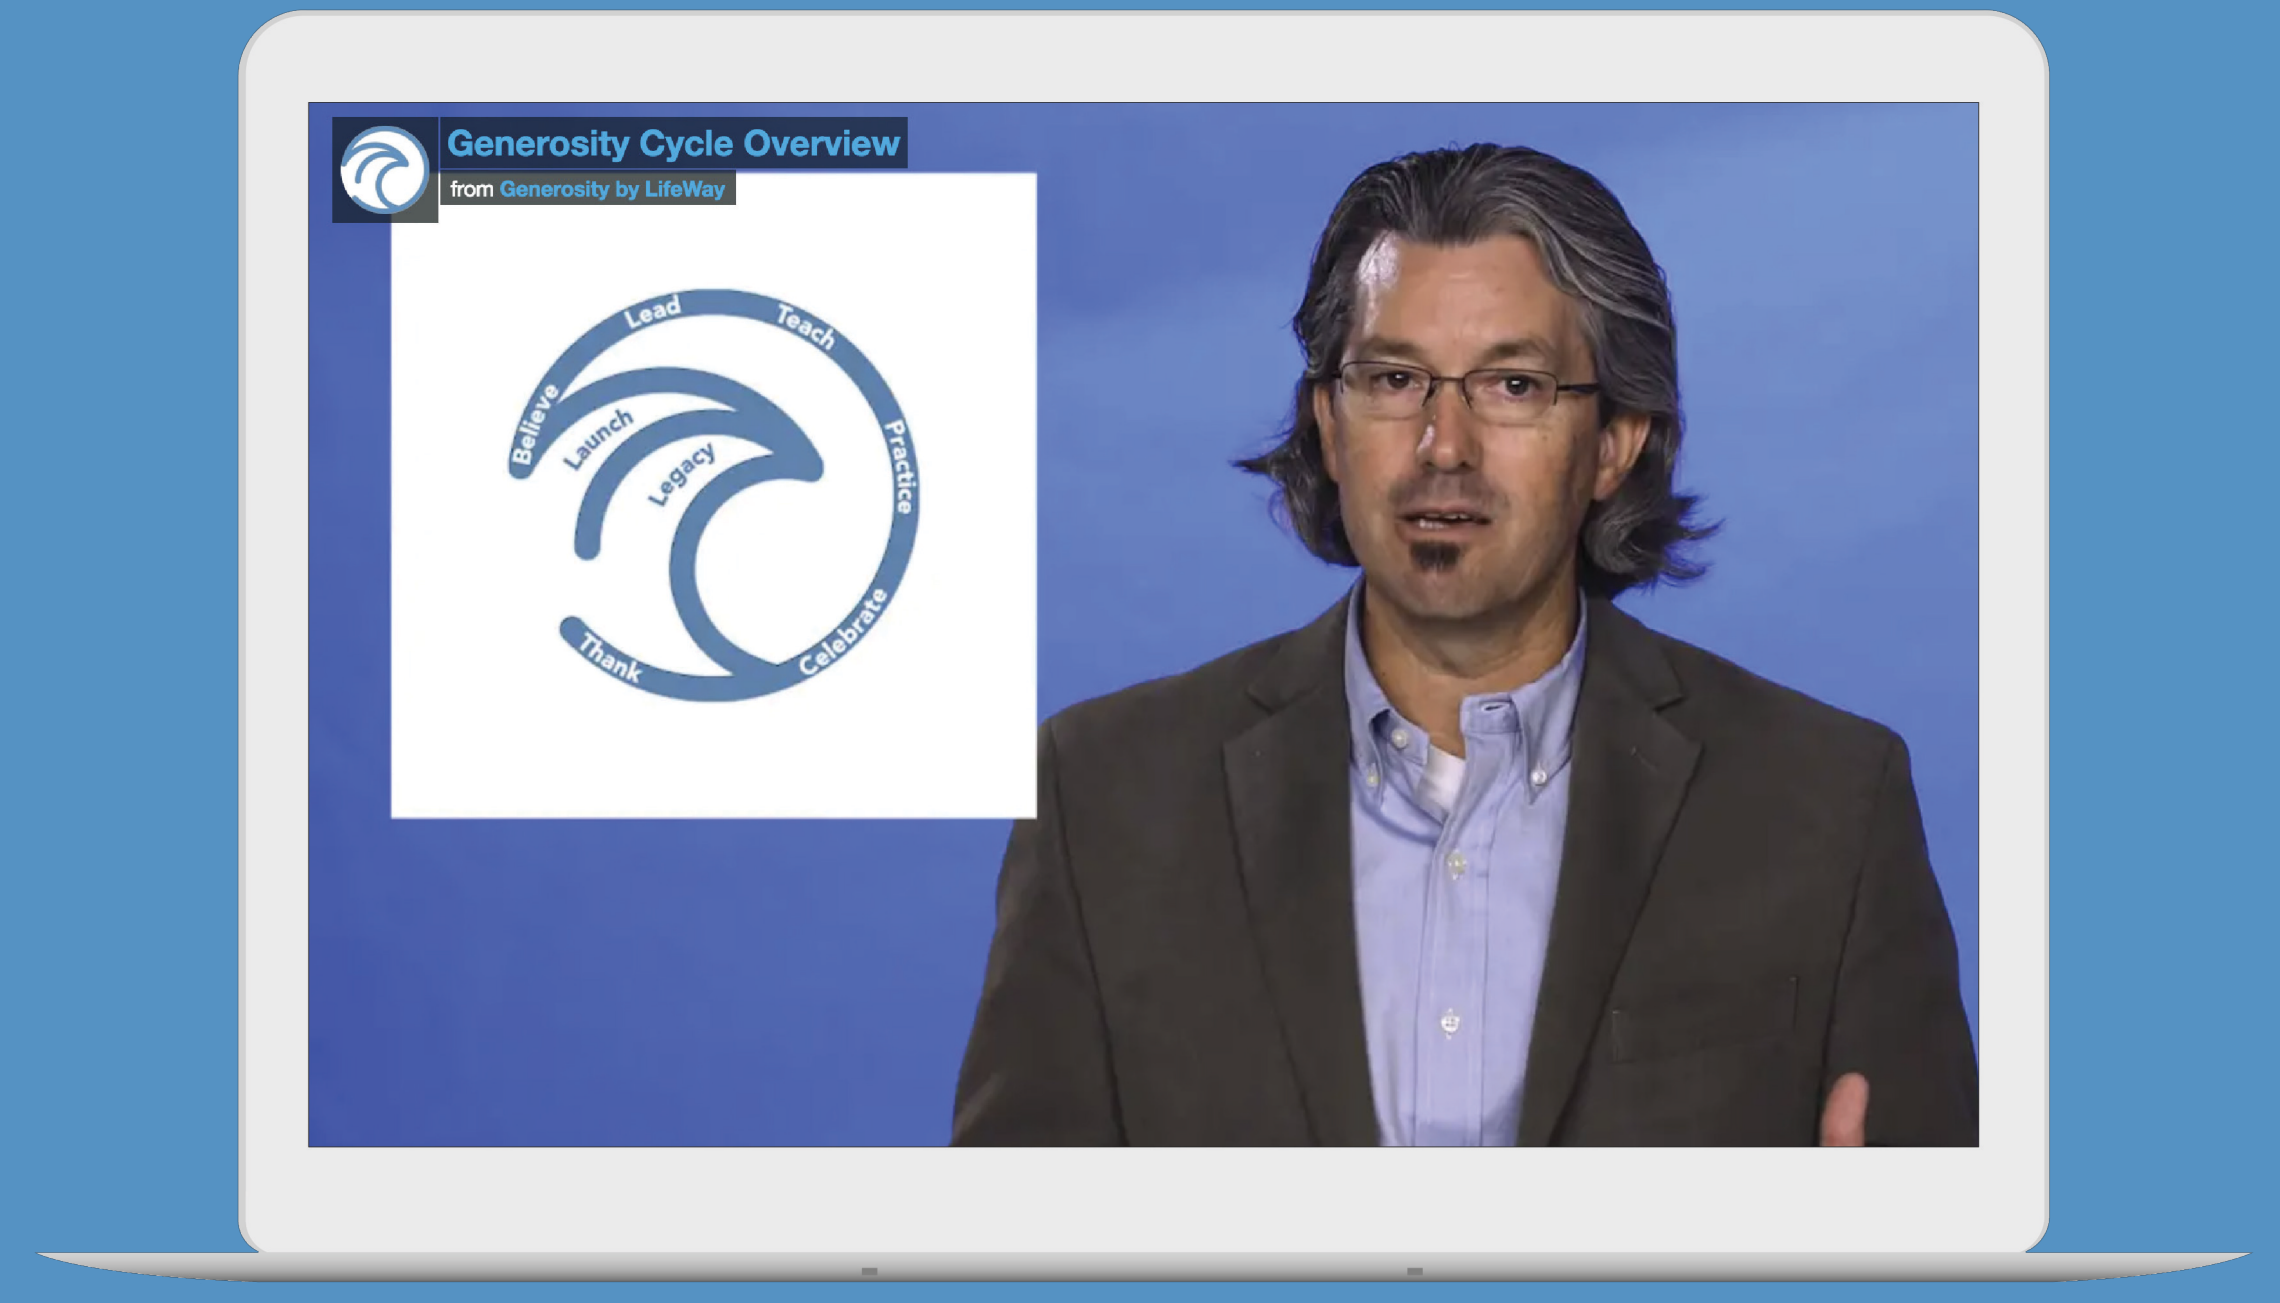 Generosity Cycle Overview
from Generosity by LifeWay
Believe
Lead
Teach
Practice
Celebrate
Thank
Launch
Legacy